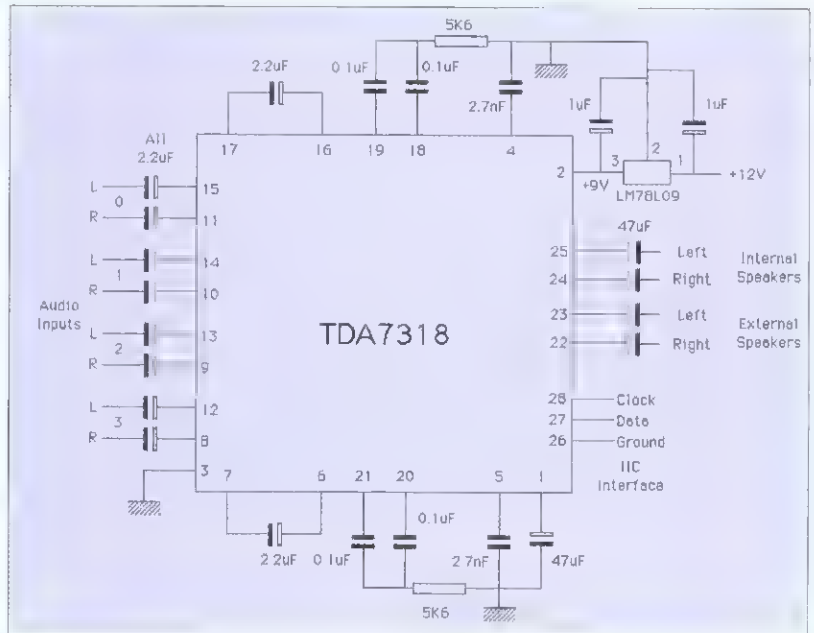 5K6
2.2uF
0.1uF
0.1uF
2.7nF
1uF
1uF
All
2.2uF
17
16
19
18
4
2
3
2
1
+9V
+12V
LM78L09
L
0
15
R
11
L
1
14
R
10
Audio
Inputs
L
2
13
R
9
L
3
12
R
8
3
TDA7318
47uF
25
Left
Internal
Speakers
24
Right
23
Left
External
Speakers
22
Right
28
Clock
27
Data
26
Ground
IIC
Interface
7
6
21
20
5
1
2.2uF
0.1uF
0.1uF
2.7nF
47uF
5K6